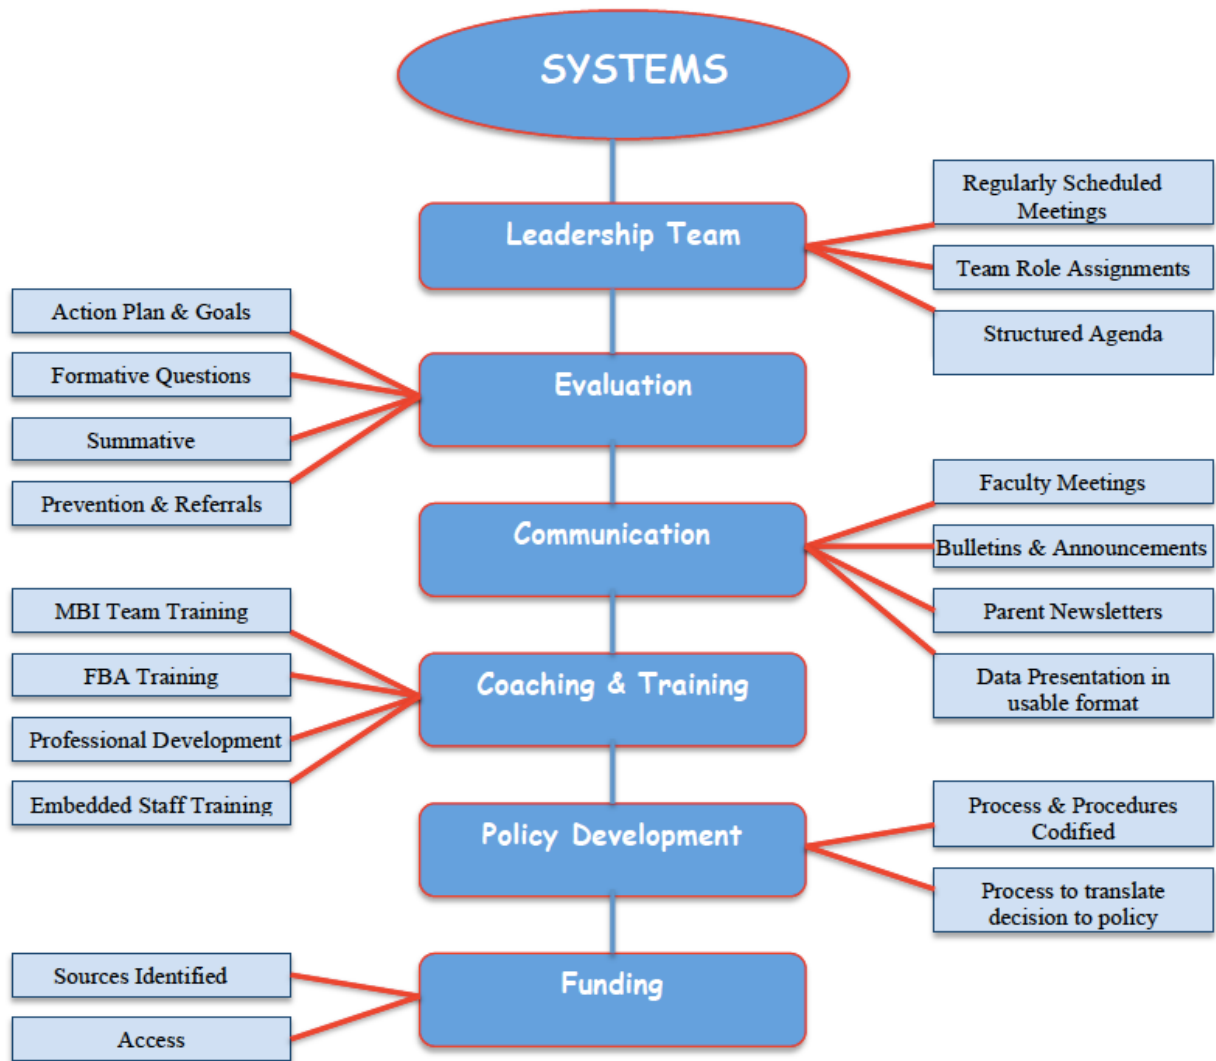 SYSTEMS
Leadership Team
Regularly Scheduled
Meetings
Team Role Assignments
Structured Agenda
Evaluation
Action Plan & Goals
Formative Questions
Summative
Prevention & Referrals
Communication
Faculty Meetings
Bulletins & Announcements
Parent Newsletters
Data Presentation in
usable format
Coaching & Training
MBI Team Training
FBA Training
Professional Development
Embedded Staff Training
Policy Development
Process & Procedures
Codified
Process to translate
decision to policy
Funding
Sources Identified
Access